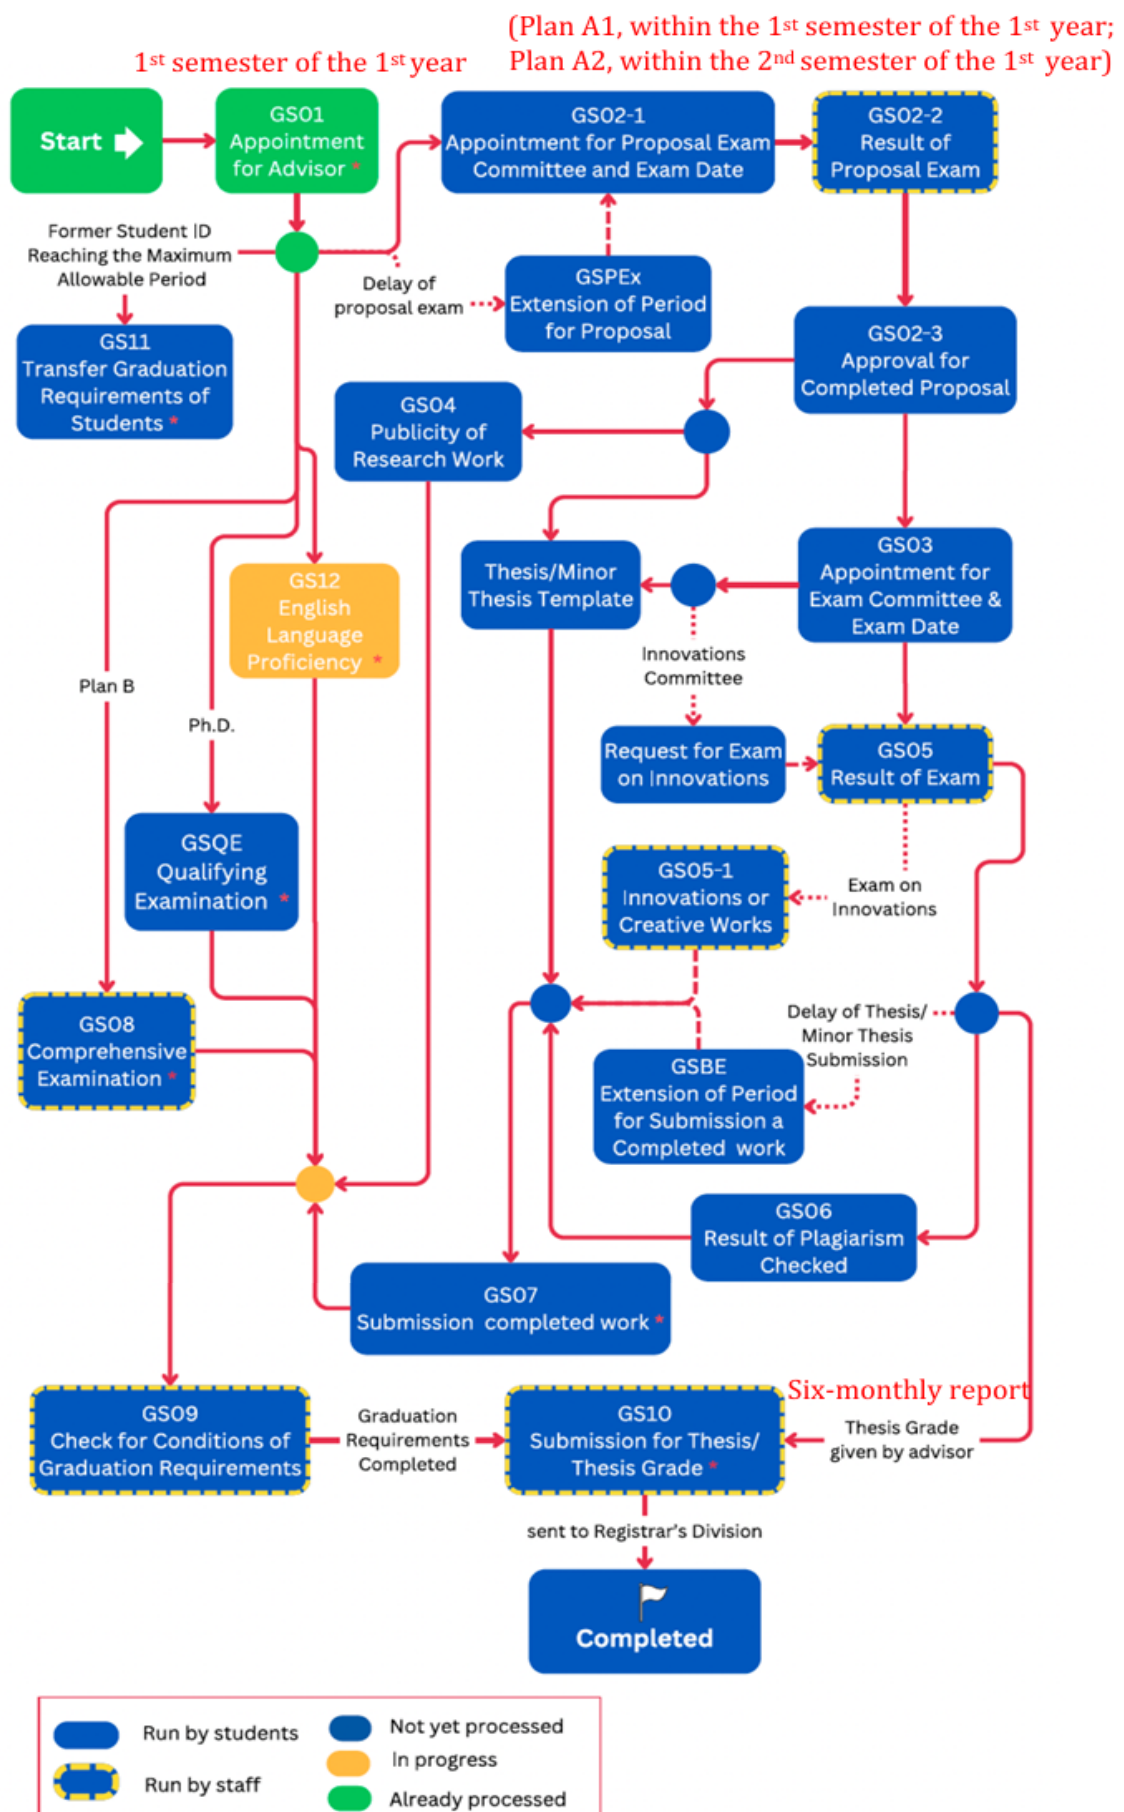 (Plan A1, within the 1st semester of the 1st year;
1st semester of the 1st year
Plan A2, within the 2nd semester of the 1st year)
Start
GS01
Appointment
for Advisor *
GS02-1
Appointment for Proposal Exam
Committee and Exam Date
GS02-2
Result of
Proposal Exam
Former Student ID
Reaching the Maximum
Allowable Period
Delay of
proposal exam
GSPEx
Extension of Period
for Proposal
GS11
Transfer Graduation
Requirements of
Students *
GS02-3
Approval for
Completed Proposal
GS04
Publicity of
Research Work
GS12
English
Language
Proficiency *
Thesis/Minor
Thesis Template
GS03
Appointment for
Exam Committee &
Exam Date
Innovations
Committee
Plan B
Ph.D.
Request for Exam
on Innovations
GS05
Result of Exam
GSQE
Qualifying
Examination *
GS05-1
Innovations or
Creative Works
Exam on
Innovations
GS08
Comprehensive
Examination *
Delay of Thesis/
Minor Thesis
Submission
GSBE
Extension of Period
for Submission a
Completed work
GS06
Result of Plagiarism
Checked
GS07
Submission completed work *
GS09
Check for Conditions of
Graduation Requirements
Graduation
Requirements
Completed
GS10
Submission for Thesis/
Thesis Grade *
Six-monthly report
Thesis Grade
given by advisor
sent to Registrar's Division
Completed
Run by students
Not yet processed
In progress
Run by staff
Already processed